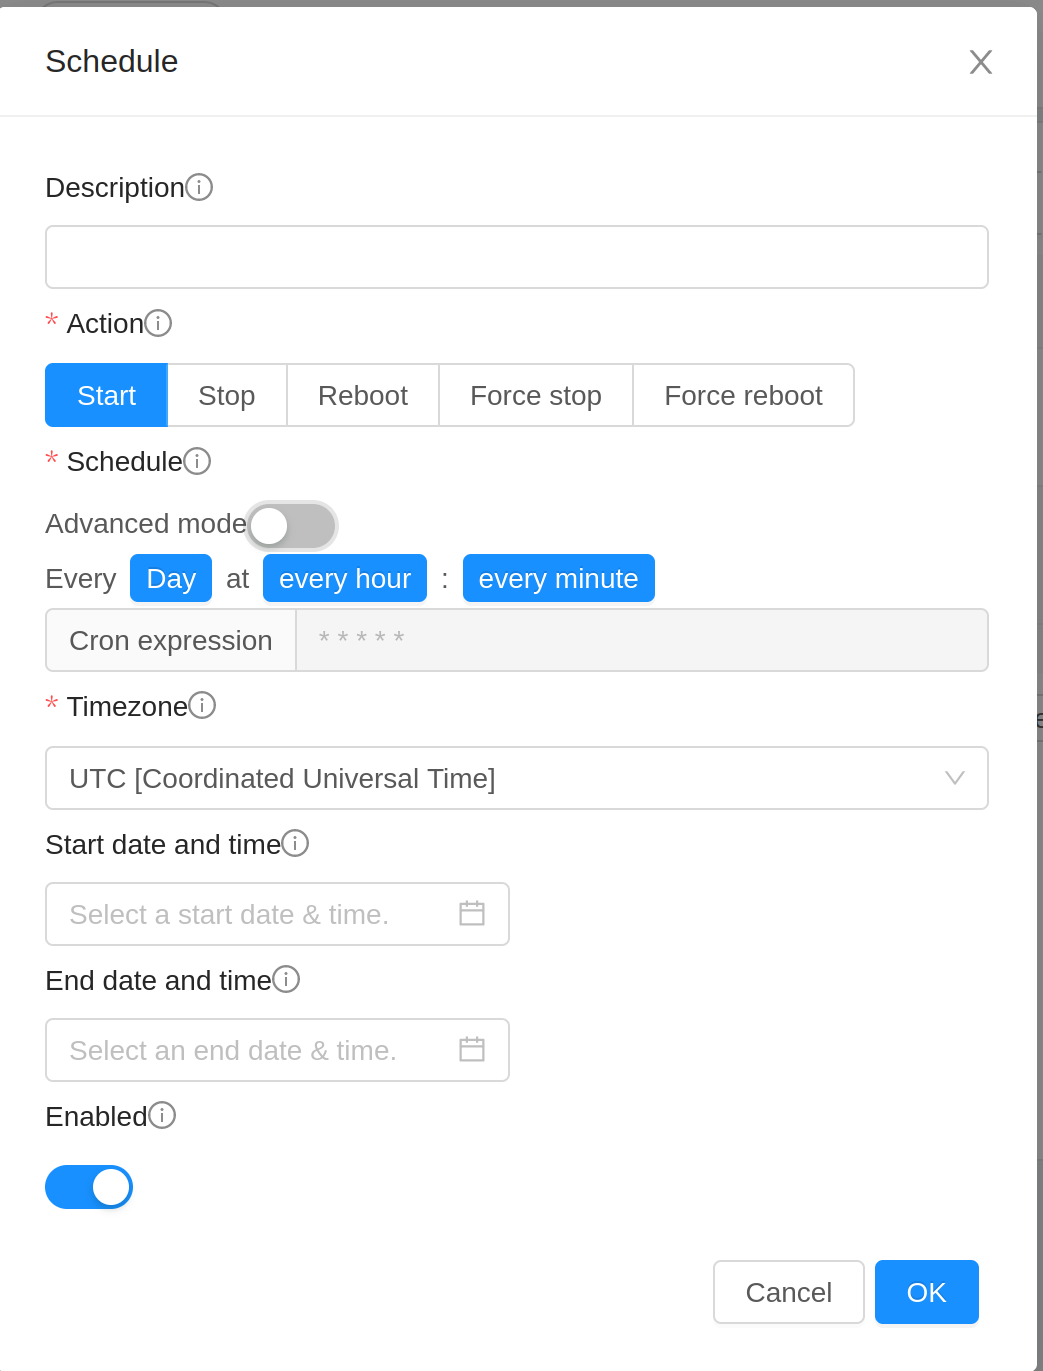 Schedule
Description
* Action
Start Stop Reboot Force stop Force reboot
* Schedule
Advanced mode
Every Day at every hour : every minute
Cron expression * * * * *
* Timezone
UTC [Coordinated Universal Time]
Start date and time
Select a start date & time.
End date and time
Select an end date & time.
Enabled
Cancel OK